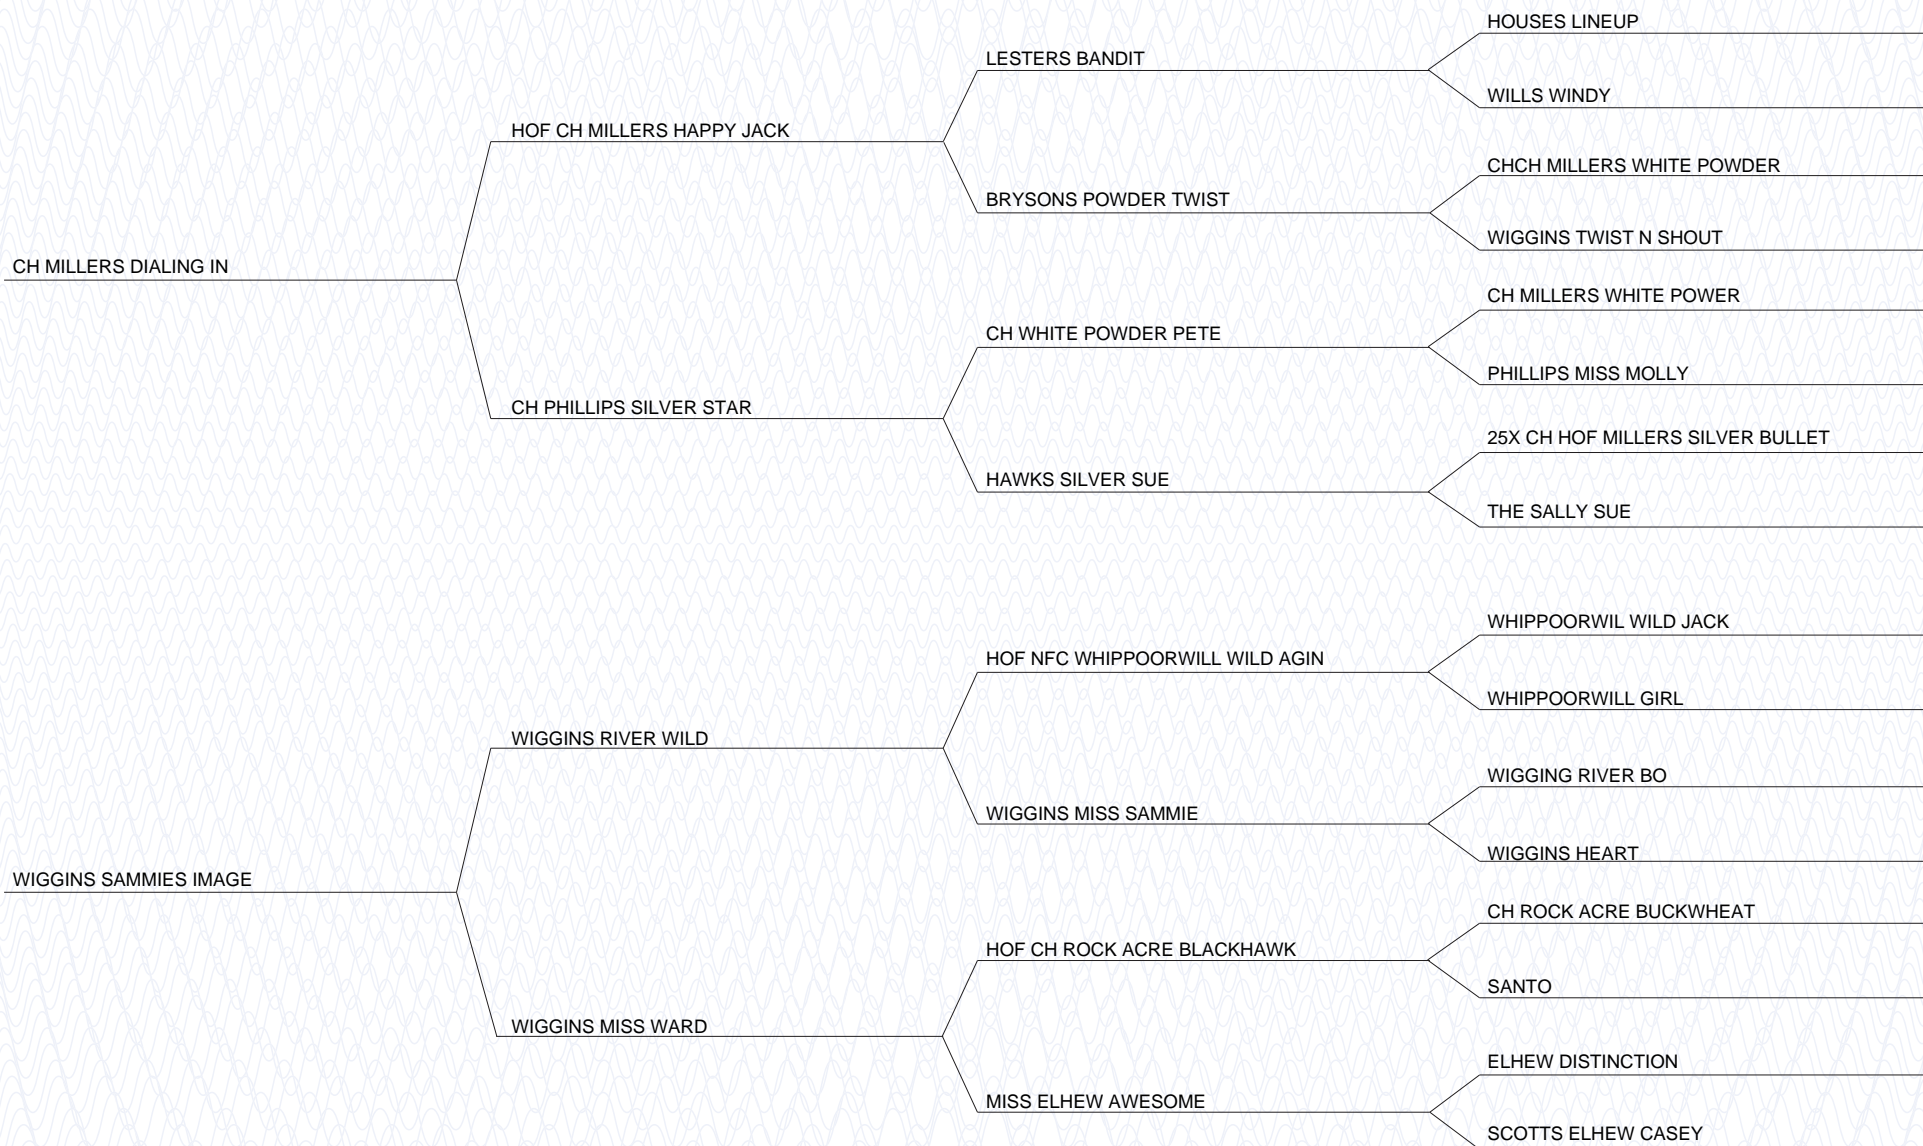 HOUSES LINEUP
LESTERS BANDIT
WILLS WINDY
HOF CH MILLERS HAPPY JACK
CHCH MILLERS WHITE POWDER
BRYSONS POWDER TWIST
WIGGINS TWIST N SHOUT
CH MILLERS DIALING IN
CH MILLERS WHITE POWER
CH WHITE POWDER PETE
PHILLIPS MISS MOLLY
CH PHILLIPS SILVER STAR
25X CH HOF MILLERS SILVER BULLET
HAWKS SILVER SUE
THE SALLY SUE
WHIPPOORWIL WILD JACK
HOF NFC WHIPPOORWILL WILD AGIN
WHIPPOORWILL GIRL
WIGGINS RIVER WILD
WIGGING RIVER BO
WIGGINS MISS SAMMIE
WIGGINS HEART
WIGGINS SAMMIES IMAGE
CH ROCK ACRE BUCKWHEAT
HOF CH ROCK ACRE BLACKHAWK
SANTO
WIGGINS MISS WARD
ELHEW DISTINCTION
MISS ELHEW AWESOME
SCOTTS ELHEW CASEY